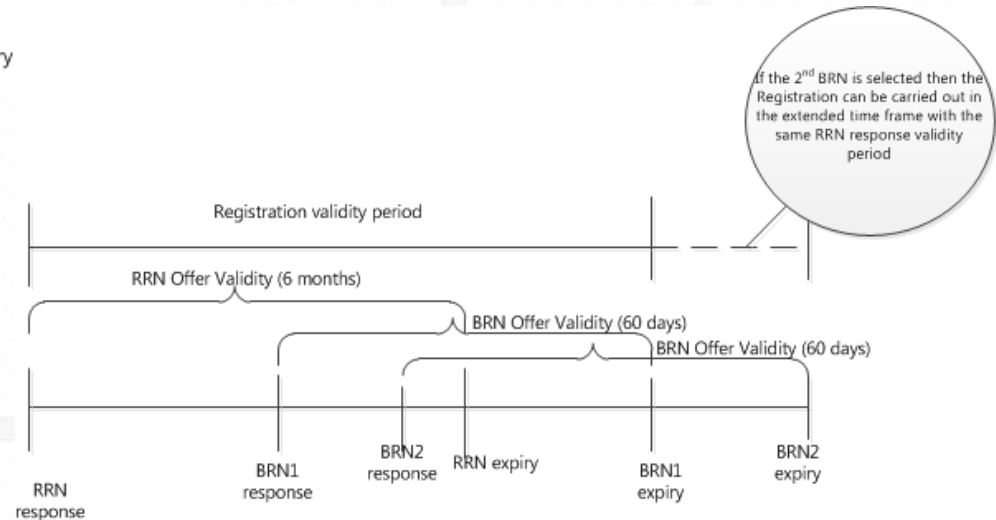 ry
If the 2nd BRN is selected then the
Registration can be carried out in
the extended time frame with the
same RRN response validity
period
Registration validity period
RRN Offer Validity (6 months)
BRN Offer Validity (60 days)
BRN Offer Validity (60 days)
RRN
response
BRN1
response
BRN2
response
RRN expiry
BRN1
expiry
BRN2
expiry